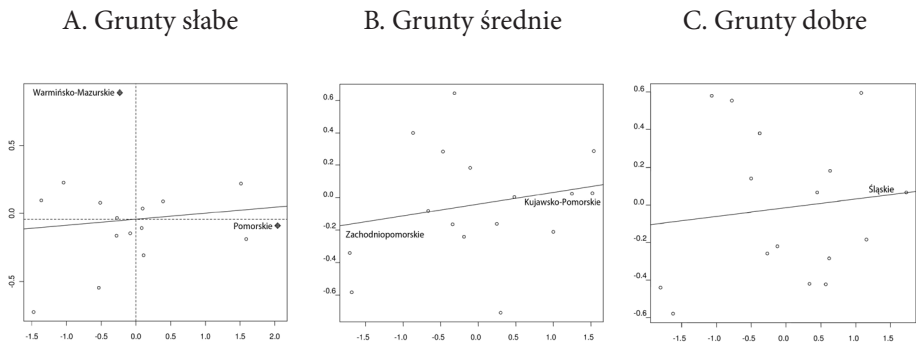 A. Grunty słabe
B. Grunty średnie
C. Grunty dobre
Warmińsko-Mazurskie
Pomorskie
0.5
0.0
-0.5
-1.5 -1.0 -0.5 0.0 0.5 1.0 1.5 2.0
Kujawsko-Pomorskie
Zachodniopomorskie
0.6
0.4
0.2
0.0
-0.2
-0.4
-0.6
-1.5 -1.0 -0.5 0.0 0.5 1.0 1.5
Śląskie
0.6
0.4
0.2
0.0
-0.2
-0.4
-0.6
-1.5 -1.0 -0.5 0.0 0.5 1.0 1.5